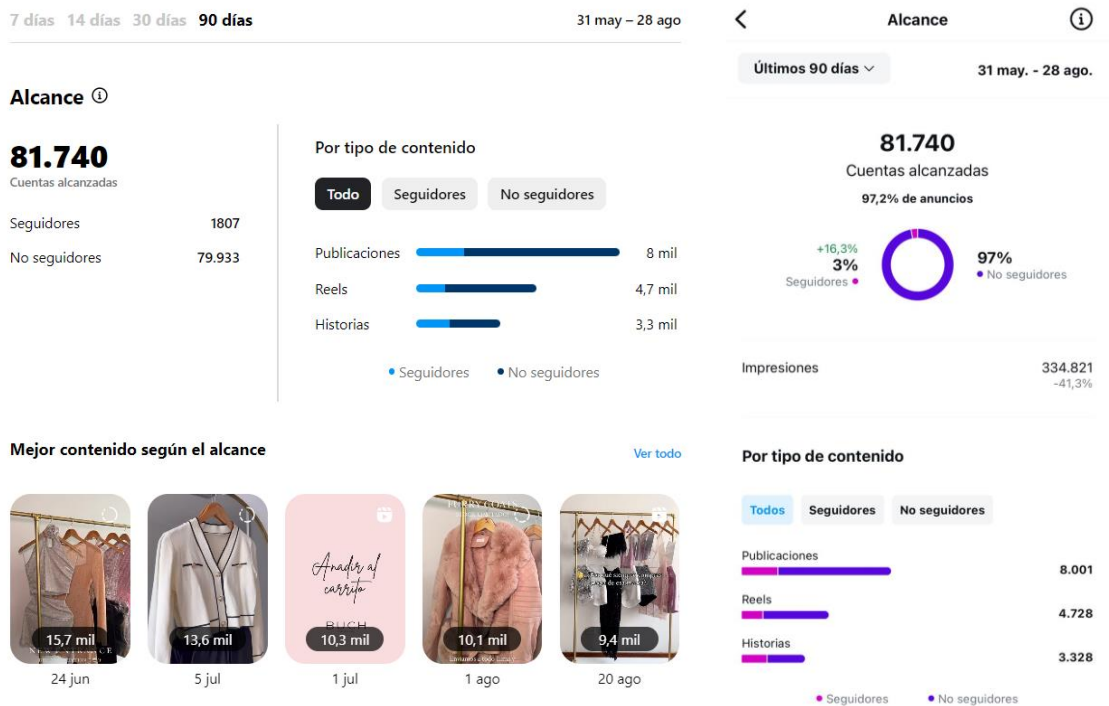 7 días 14 días 30 días 90 días
31 may – 28 ago
Alcance
81.740
Cuentas alcanzadas
Seguidores 1807
No seguidores 79.933
Por tipo de contenido
Todo Seguidores No seguidores
Publicaciones 8 mil
Reels 4,7 mil
Historias 3,3 mil
Seguidores No seguidores
Mejor contenido según el alcance
Ver todo
15,7 mil
24 jun
13,6 mil
5 jul
Anadir al
carrito
10,3 mil
1 jul
10,1 mil
1 ago
9,4 mil
20 ago
Alcance
Últimos 90 días
31 may. - 28 ago.
81.740
Cuentas alcanzadas
97,2% de anuncios
+16,3%
3%
Seguidores
97%
No seguidores
Impresiones 334.821
-41,3%
Por tipo de contenido
Todos Seguidores No seguidores
Publicaciones
8.001
Reels
4.728
Historias
3.328
Seguidores No seguidores